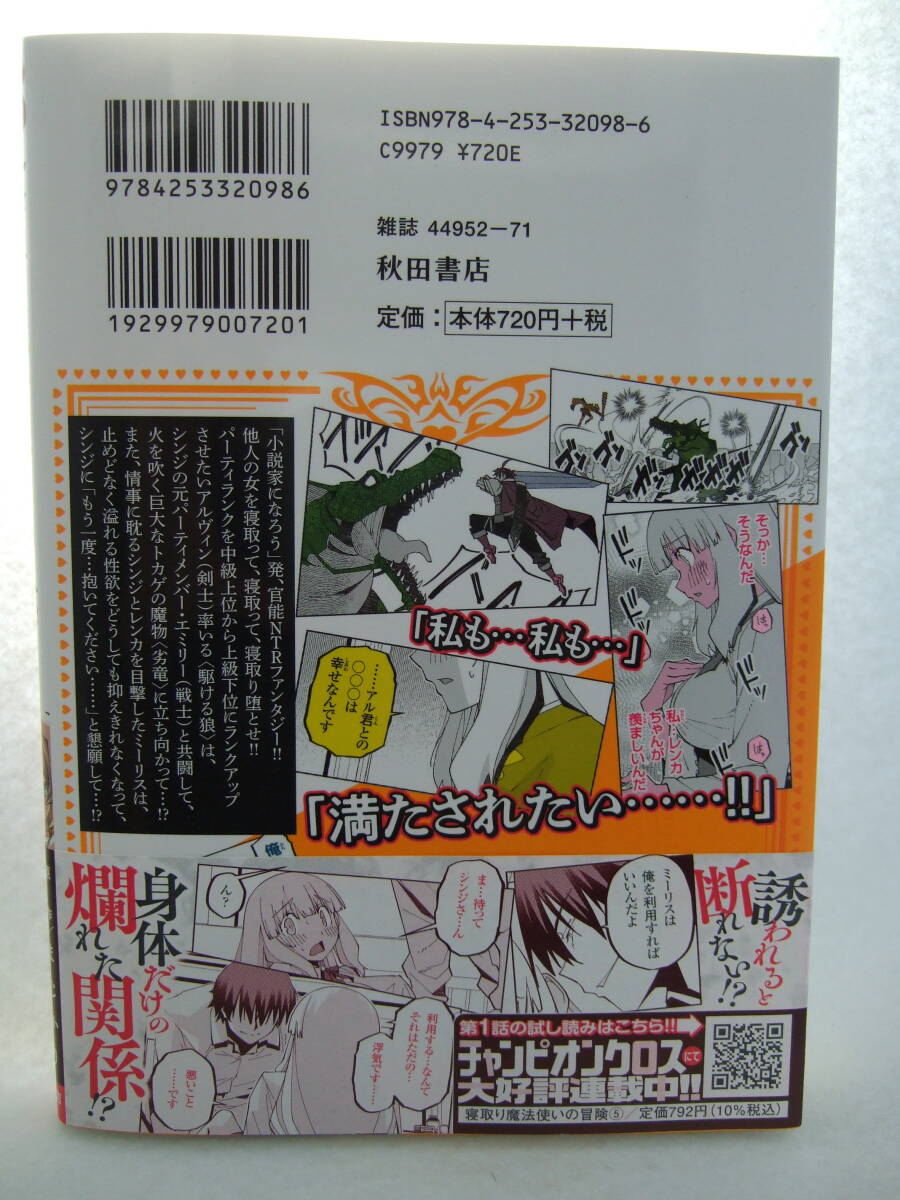 ISBN978-4-253-32098-6
C9979 ¥720E
9784253320986
雑誌 44952-71
秋田書店
1929979007201
定価：本体720円+税
「小説家になろう」発、官能NTRファンタジー!!
他人の女を寝取って、寝取って、寝取り堕とせ!!
パーティランクを中級上位から上級下位にランクアップ
させたいアルヴィン（剣士）率いる〈駆ける狼〉は、
シンジの元パーティメンバー・エミリー（戦士）と共闘して、
火を吹く巨大なトカゲの魔物〈劣竜〉に立ち向かって…!?
また、情事に耽るシンジとレンカを目撃したミーリスは、
止めどなく溢れる性欲をどうしても抑えきれなくなって、
シンジに「もう一度…抱いてください……」と懇願して…!?
そっか…
そうなんだ
ドッ
ドッ
ドッ
は
「私も…私も…」
……アル君との
○○○は
幸せなんです
私…レンカ
ちゃんが
羨ましいんだ
は
「満たされたい……!!」
「俺
誘われると
断れない!?
ミーリスは
俺を利用すれば
いいんだよ
ま…待って
シンジさ…ん
ん?
身体だけの
爛れた関係!?
利用する…なんて
それはただの…
浮気です……
悪いこと
……です
第1話の試し読みはこちら!!
チャンピオンクロスにて
大好評連載中!!
寝取り魔法使いの冒険⑤／定価792円（10%税込）